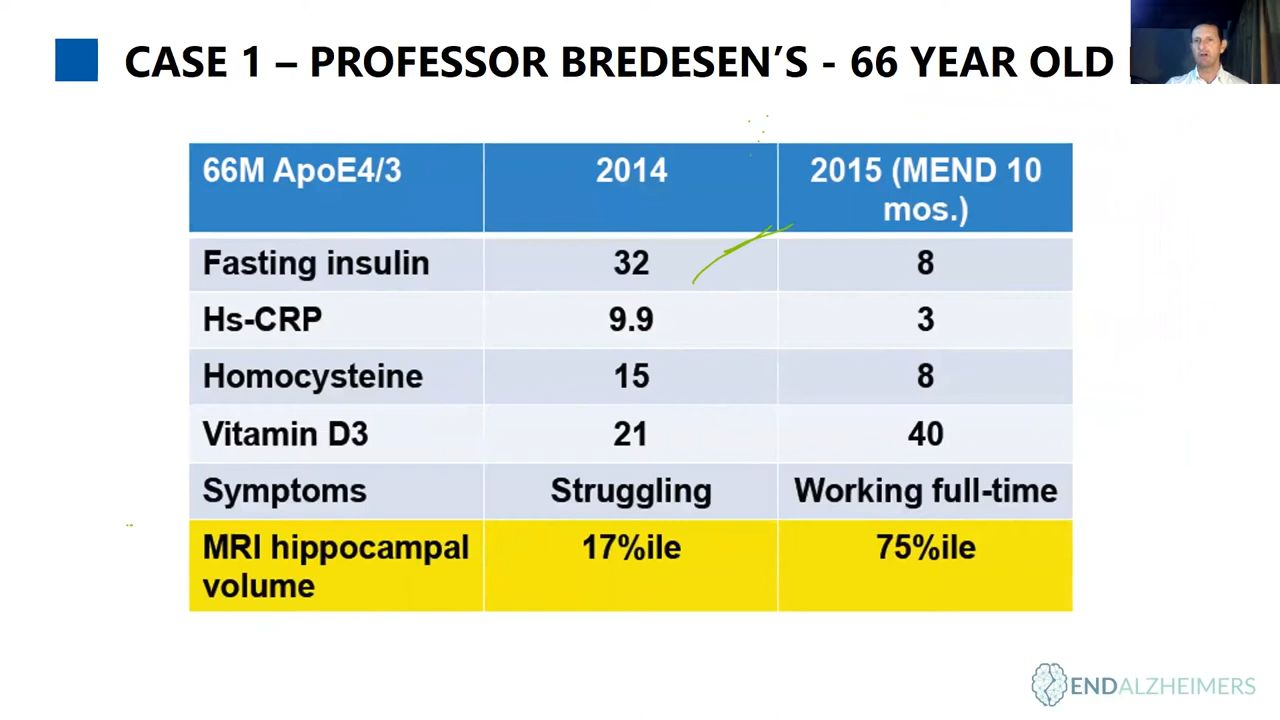 CASE 1 – PROFESSOR BREDESEN'S - 66 YEAR OLD
66M ApoE4/3 2014 2015 (MEND 10
mos.)
Fasting insulin 32 8
Hs-CRP 9.9 3
Homocysteine 15 8
Vitamin D3 21 40
Symptoms Struggling Working full-time
MRI hippocampal 17%ile 75%ile
volume
ENDALZHEIMERS